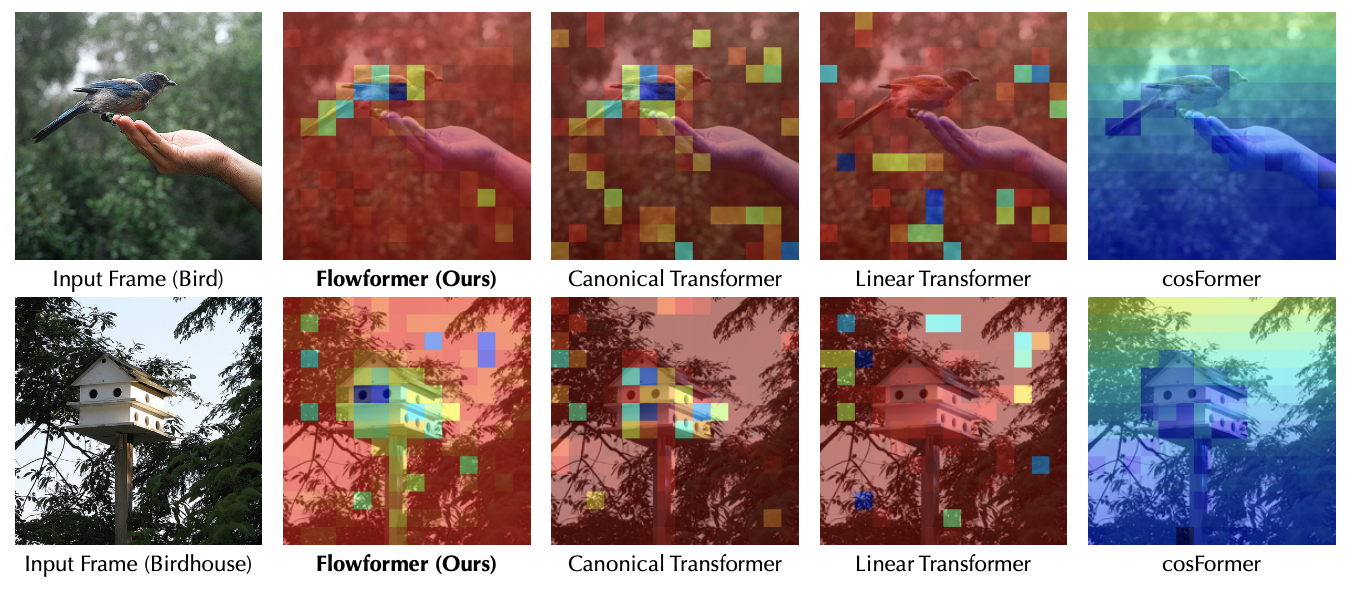 Input Frame (Bird)
Flowformer (Ours)
Canonical Transformer
Linear Transformer
cosFormer
Input Frame (Birdhouse)
Flowformer (Ours)
Canonical Transformer
Linear Transformer
cosFormer